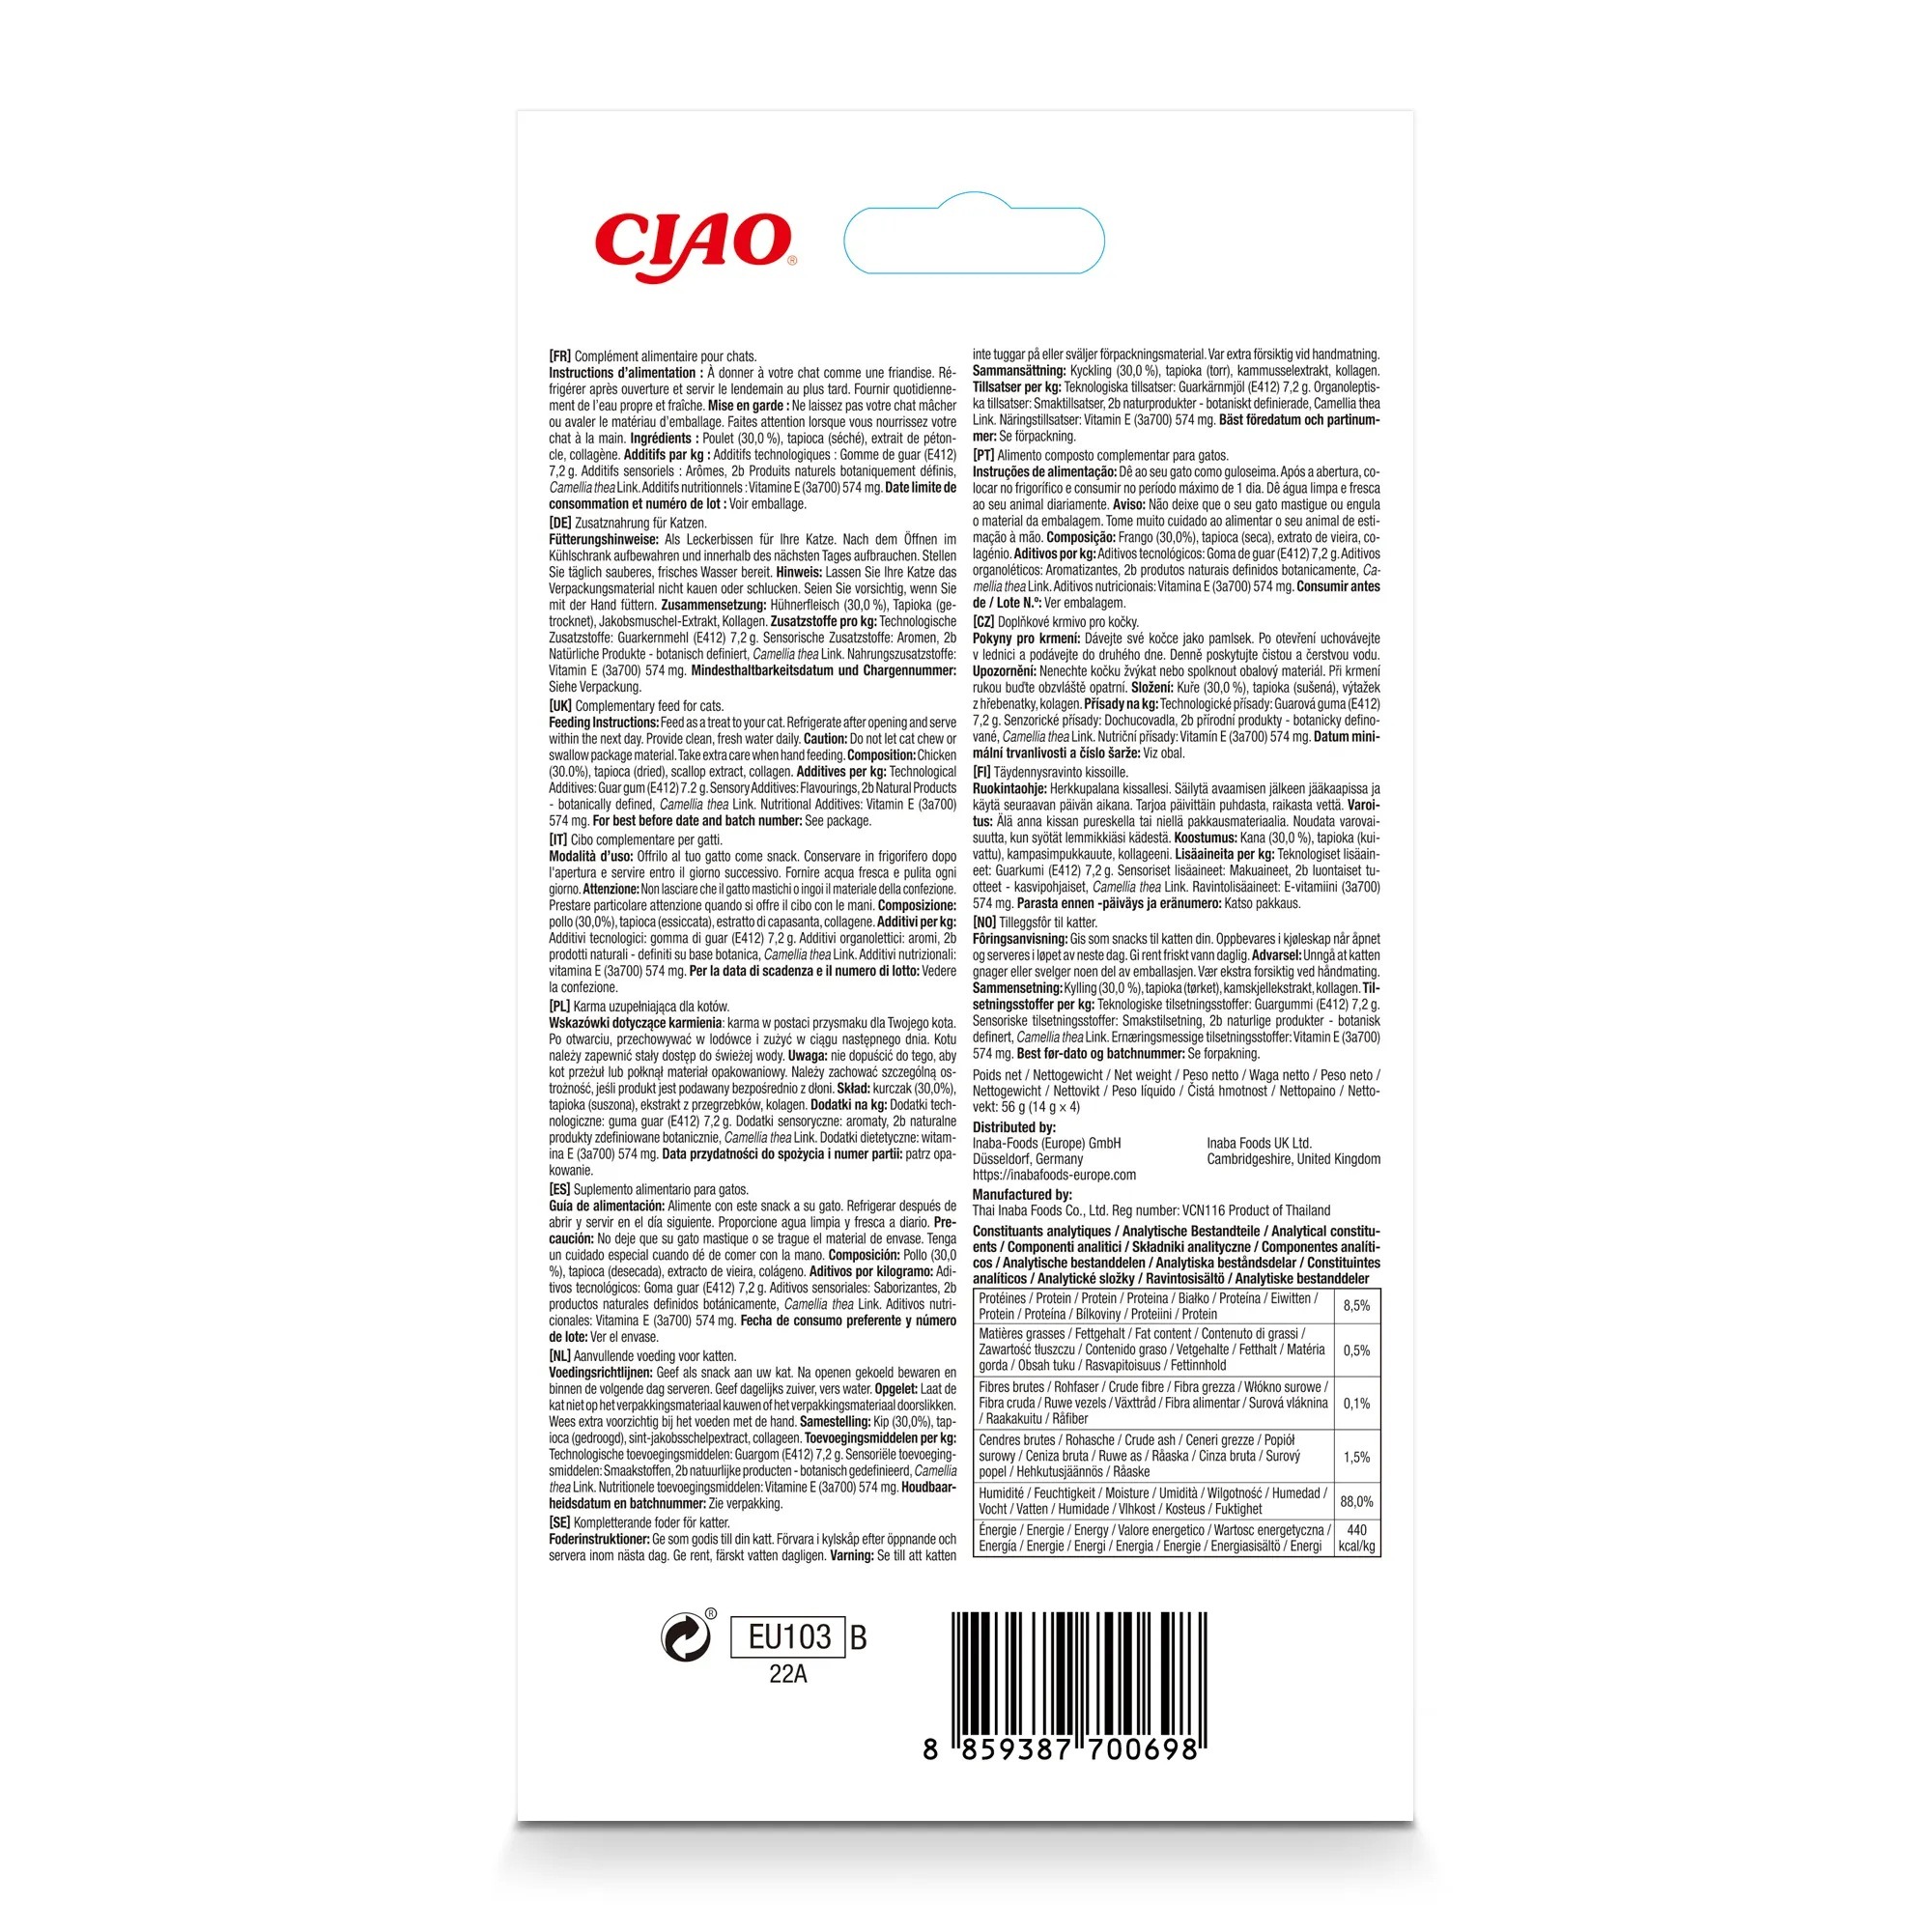 CIAO®
[FR] Complément alimentaire pour chats.
Instructions d'alimentation : À donner à votre chat comme une friandise. Ré-
frigérer après ouverture et servir le lendemain au plus tard. Fournir quotidienne-
ment de l'eau propre et fraîche. Mise en garde : Ne laissez pas votre chat mâcher
ou avaler le matériau d'emballage. Faites attention lorsque vous nourrissez votre
chat à la main. Ingrédients : Poulet (30,0 %), tapioca (séché), extrait de péton-
cle, collagène. Additifs par kg : Additifs technologiques : Gomme de guar (E412)
7,2 g. Additifs sensoriels : Arômes, 2b Produits naturels botaniquement définis,
Camellia thea Link. Additifs nutritionnels : Vitamine E (3a700) 574 mg. Date limite de
consommation et numéro de lot : Voir emballage.
[DE] Zusatznahrung für Katzen.
Fütterungshinweise: Als Leckerbissen für Ihre Katze. Nach dem Öffnen im
Kühlschrank aufbewahren und innerhalb des nächsten Tages aufbrauchen. Stellen
Sie täglich sauberes, frisches Wasser bereit. Hinweis: Lassen Sie Ihre Katze das
Verpackungsmaterial nicht kauen oder schlucken. Seien Sie vorsichtig, wenn Sie
mit der Hand füttern. Zusammensetzung: Hühnerfleisch (30,0 %), Tapioka (ge-
trocknet), Jakobsmuschel-Extrakt, Kollagen. Zusatzstoffe pro kg: Technologische
Zusatzstoffe: Guarkernmehl (E412) 7,2 g. Sensorische Zusatzstoffe: Aromen, 2b
Natürliche Produkte - botanisch definiert, Camellia thea Link. Nahrungszusatzstoffe:
Vitamin E (3a700) 574 mg. Mindesthaltbarkeitsdatum und Chargennummer:
Siehe Verpackung.
[UK] Complementary feed for cats.
Feeding Instructions: Feed as a treat to your cat. Refrigerate after opening and serve
within the next day. Provide clean, fresh water daily. Caution: Do not let cat chew or
swallow package material. Take extra care when hand feeding. Composition: Chicken
(30.0%), tapioca (dried), scallop extract, collagen. Additives per kg: Technological
Additives: Guar gum (E412) 7.2 g. Sensory Additives: Flavourings, 2b Natural Products
- botanically defined, Camellia thea Link. Nutritional Additives: Vitamin E (3a700)
574 mg. For best before date and batch number: See package.
[IT] Cibo complementare per gatti.
Modalità d'uso: Offrilo al tuo gatto come snack. Conservare in frigorifero dopo
l'apertura e servire entro il giorno successivo. Fornire acqua fresca e pulita ogni
giorno. Attenzione: Non lasciare che il gatto mastichi o ingoi il materiale della confezione.
Prestare particolare attenzione quando si offre il cibo con le mani. Composizione:
pollo (30,0%), tapioca (essiccata), estratto di capasanta, collagene. Additivi per kg:
Additivi tecnologici: gomma di guar (E412) 7,2 g. Additivi organolettici: aromi, 2b
prodotti naturali - definiti su base botanica, Camellia thea Link. Additivi nutrizionali:
vitamina E (3a700) 574 mg. Per la data di scadenza e il numero di lotto: Vedere
la confezione.
[PL] Karma uzupełniająca dla kotów.
Wskazówki dotyczące karmienia: karma w postaci przysmaku dla Twojego kota.
Po otwarciu, przechowywać w lodówce i zużyć w ciągu następnego dnia. Kotu
należy zapewnić stały dostęp do świeżej wody. Uwaga: nie dopuścić do tego, aby
kot przeżuł lub połknął materiał opakowaniowy. Należy zachować szczególną os-
trożność, jeśli produkt jest podawany bezpośrednio z dłoni. Skład: kurczak (30,0%),
tapioka (suszona), ekstrakt z przegrzebków, kolagen. Dodatki na kg: Dodatki tech-
nologiczne: guma guar (E412) 7,2 g. Dodatki sensoryczne: aromaty, 2b naturalne
produkty zdefiniowane botanicznie, Camellia thea Link. Dodatki dietetyczne: witam-
ina E (3a700) 574 mg. Data przydatności do spożycia i numer partii: patrz opa-
kowanie.
[ES] Suplemento alimentario para gatos.
Guía de alimentación: Alimente con este snack a su gato. Refrigerar después de
abrir y servir en el día siguiente. Proporcione agua limpia y fresca a diario. Pre-
caución: No deje que su gato mastique o se trague el material de envase. Tenga
un cuidado especial cuando dé de comer con la mano. Composición: Pollo (30,0
%), tapioca (desecada), extracto de vieira, colágeno. Aditivos por kilogramo: Adi-
tivos tecnológicos: Goma guar (E412) 7,2 g. Aditivos sensoriales: Saborizantes, 2b
productos naturales definidos botánicamente, Camellia thea Link. Aditivos nutri-
cionales: Vitamina E (3a700) 574 mg. Fecha de consumo preferente y número
de lote: Ver el envase.
[NL] Aanvullende voeding voor katten.
Voedingsrichtlijnen: Geef als snack aan uw kat. Na openen gekoeld bewaren en
binnen de volgende dag serveren. Geef dagelijks zuiver, vers water. Opgelet: Laat de
kat niet op het verpakkingsmateriaal kauwen of het verpakkingsmateriaal doorslikken.
Wees extra voorzichtig bij het voeden met de hand. Samestelling: Kip (30,0%), tap-
ioca (gedroogd), sint-jakobsschelpextract, collageen. Toevoegingsmiddelen per kg:
Technologische toevoegingsmiddelen: Guargom (E412) 7,2 g. Sensoriële toevoeging-
smiddelen: Smaakstoffen, 2b natuurlijke producten - botanisch gedefinieerd, Camellia
thea Link. Nutritionele toevoegingsmiddelen: Vitamine E (3a700) 574 mg. Houdbaar-
heidsdatum en batchnummer: Zie verpakking.
[SE] Kompletterande foder för katter.
Foderinstruktioner: Ge som godis till din katt. Förvara i kylskåp efter öppnande och
servera inom nästa dag. Ge rent, färskt vatten dagligen. Varning: Se till att katten
inte tuggar på eller sväljer förpackningsmaterial. Var extra försiktig vid handmatning.
Sammansättning: Kyckling (30,0 %), tapioka (torr), kammusselextrakt, kollagen.
Tillsatser per kg: Teknologiska tillsatser: Guarkärnmjöl (E412) 7,2 g. Organoleptis-
ka tillsatser: Smaktillsatser, 2b naturprodukter - botaniskt definierade, Camellia thea
Link. Näringstillsatser: Vitamin E (3a700) 574 mg. Bästföredatum och partinum-
mer: Se förpackning.
[PT] Alimento composto complementar para gatos.
Instruções de alimentação: Dê ao seu gato como guloseima. Após a abertura, co-
locar no frigorífico e consumir no período máximo de 1 dia. Dê água limpa e fresca
ao seu animal diariamente. Aviso: Não deixe que o seu gato mastigue ou engula
o material da embalagem. Tome muito cuidado ao alimentar o seu animal de esti-
mação à mão. Composição: Frango (30,0%), tapioca (seca), extrato de vieira, co-
lagénio. Aditivos por kg: Aditivos tecnológicos: Goma de guar (E412) 7,2 g. Aditivos
organoléticos: Aromatizantes, 2b produtos naturais definidos botanicamente, Ca-
mellia thea Link. Aditivos nutricionais: Vitamina E (3a700) 574 mg. Consumir antes
de / Lote N.º: Ver embalagem.
[CZ] Doplňkové krmivo pro kočky.
Pokyny pro krmení: Dávejte své kočce jako pamlsek. Po otevření uchovávejte
v lednici a podávejte do druhého dne. Denně poskytujte čistou a čerstvou vodu.
Upozornění: Nenechte kočku žvýkat nebo spolknout obalový materiál. Při krmení
rukou buďte obzvláště opatrní. Složení: Kuře (30,0 %), tapioka (sušená), výtažek
z hřebenatky, kolagen. Přísady na kg: Technologické přísady: Guarová guma (E412)
7,2 g. Senzorické přísady: Dochucovadla, 2b přírodní produkty - botanicky defino-
vané, Camellia thea Link. Nutriční přísady: Vitamín E (3a700) 574 mg. Datum mini-
mální trvanlivosti a číslo šarže: Viz obal.
[FI] Täydennysravinto kissoille.
Ruokintaohje: Herkkupalana kissallesi. Säilytä avaamisen jälkeen jääkaapissa ja
käytä seuraavan päivän aikana. Tarjoa päivittäin puhdasta, raikasta vettä. Varoi-
tus: Älä anna kissan pureskella tai niellä pakkausmateriaalia. Noudata varovai-
suutta, kun syötät lemmikkiäsi kädestä. Koostumus: Kana (30,0 %), tapioka (kui-
vattu), kampasimpukkauute, kollageeni. Lisäaineita per kg: Teknologiset lisäain-
eet: Guarkumi (E412) 7,2 g. Sensoriset lisäaineet: Makuaineet, 2b luontaiset tu-
otteet - kasvipohjaiset, Camellia thea Link. Ravintolisäaineet: E-vitamiini (3a700)
574 mg. Parasta ennen -päiväys ja eränumero: Katso pakkaus.
[NO] Tilleggsfôr til katter.
Fôringsanvisning: Gis som snacks til katten din. Oppbevares i kjøleskap når åpnet
og serveres i løpet av neste dag. Gi rent friskt vann daglig. Advarsel: Unngå at katten
gnager eller svelger noen del av emballasjen. Vær ekstra forsiktig ved håndmating.
Sammensetning: Kylling (30,0 %), tapioka (tørket), kamskjellekstrakt, kollagen. Til-
setningsstoffer per kg: Teknologiske tilsetningsstoffer: Guargummi (E412) 7,2 g.
Sensoriske tilsetningsstoffer: Smakstilsetning, 2b naturlige produkter - botanisk
definert, Camellia thea Link. Ernæringsmessige tilsetningsstoffer: Vitamin E (3a700)
574 mg. Best før-dato og batchnummer: Se forpakning.
Poids net / Nettogewicht / Net weight / Peso netto / Waga netto / Peso neto /
Nettogewicht / Nettovikt / Peso líquido / Čistá hmotnost / Nettopaino / Netto-
vekt: 56 g (14 g × 4)
Distributed by:
Inaba-Foods (Europe) GmbH Inaba Foods UK Ltd.
Düsseldorf, Germany Cambridgeshire, United Kingdom
https://inabafoods-europe.com
Manufactured by:
Thai Inaba Foods Co., Ltd. Reg number: VCN116 Product of Thailand
Constituants analytiques / Analytische Bestandteile / Analytical constitu-
ents / Componenti analitici / Składniki analityczne / Componentes analíti-
cos / Analytische bestanddelen / Analytiska beståndsdelar / Constituintes
analíticos / Analytické složky / Ravintosisältö / Analytiske bestanddeler
Protéines / Protein / Protein / Proteina / Białko / Proteína / Eiwitten /
Protein / Proteína / Bílkoviny / Proteiini / Protein 8,5%
Matières grasses / Fettgehalt / Fat content / Contenuto di grassi /
Zawartość tłuszczu / Contenido graso / Vetgehalte / Fetthalt / Matéria
gorda / Obsah tuku / Rasvapitoisuus / Fettinnhold 0,5%
Fibres brutes / Rohfaser / Crude fibre / Fibra grezza / Włókno surowe /
Fibra cruda / Ruwe vezels / Växttråd / Fibra alimentar / Surová vláknina
/ Raakakuitu / Råfiber 0,1%
Cendres brutes / Rohasche / Crude ash / Ceneri grezze / Popiół
surowy / Ceniza bruta / Ruwe as / Råaska / Cinza bruta / Surový
popel / Hehkutusjäännös / Råaske 1,5%
Humidité / Feuchtigkeit / Moisture / Umidità / Wilgotność / Humedad /
Vocht / Vatten / Humidade / Vlhkost / Kosteus / Fuktighet 88,0%
Énergie / Energie / Energy / Valore energetico / Wartosc energetyczna / 440
Energía / Energie / Energi / Energia / Energie / Energiasisältö / Energi kcal/kg
®
EU103 B
22A
8 859387 700698